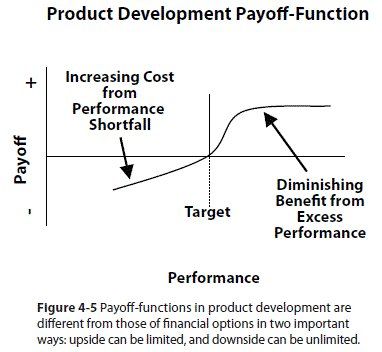 Product Development Payoff-Function
+
Increasing Cost
from
Performance
Shortfall
Payoff
-
Target
Diminishing
Benefit from
Excess
Performance
Performance
Figure 4-5 Payoff-functions in product development are
different from those of financial options in two important
ways: upside can be limited, and downside can be unlimited.